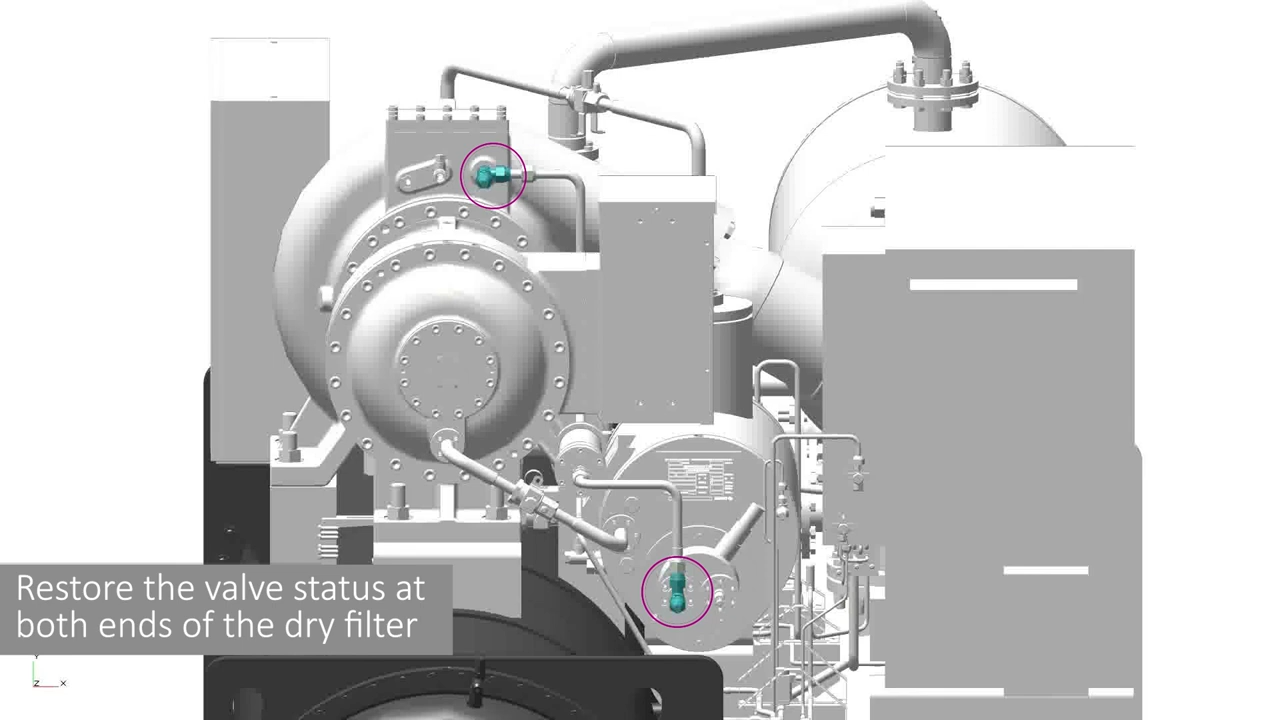 Restore the valve status at
both ends of the dry filter
Y
Z X